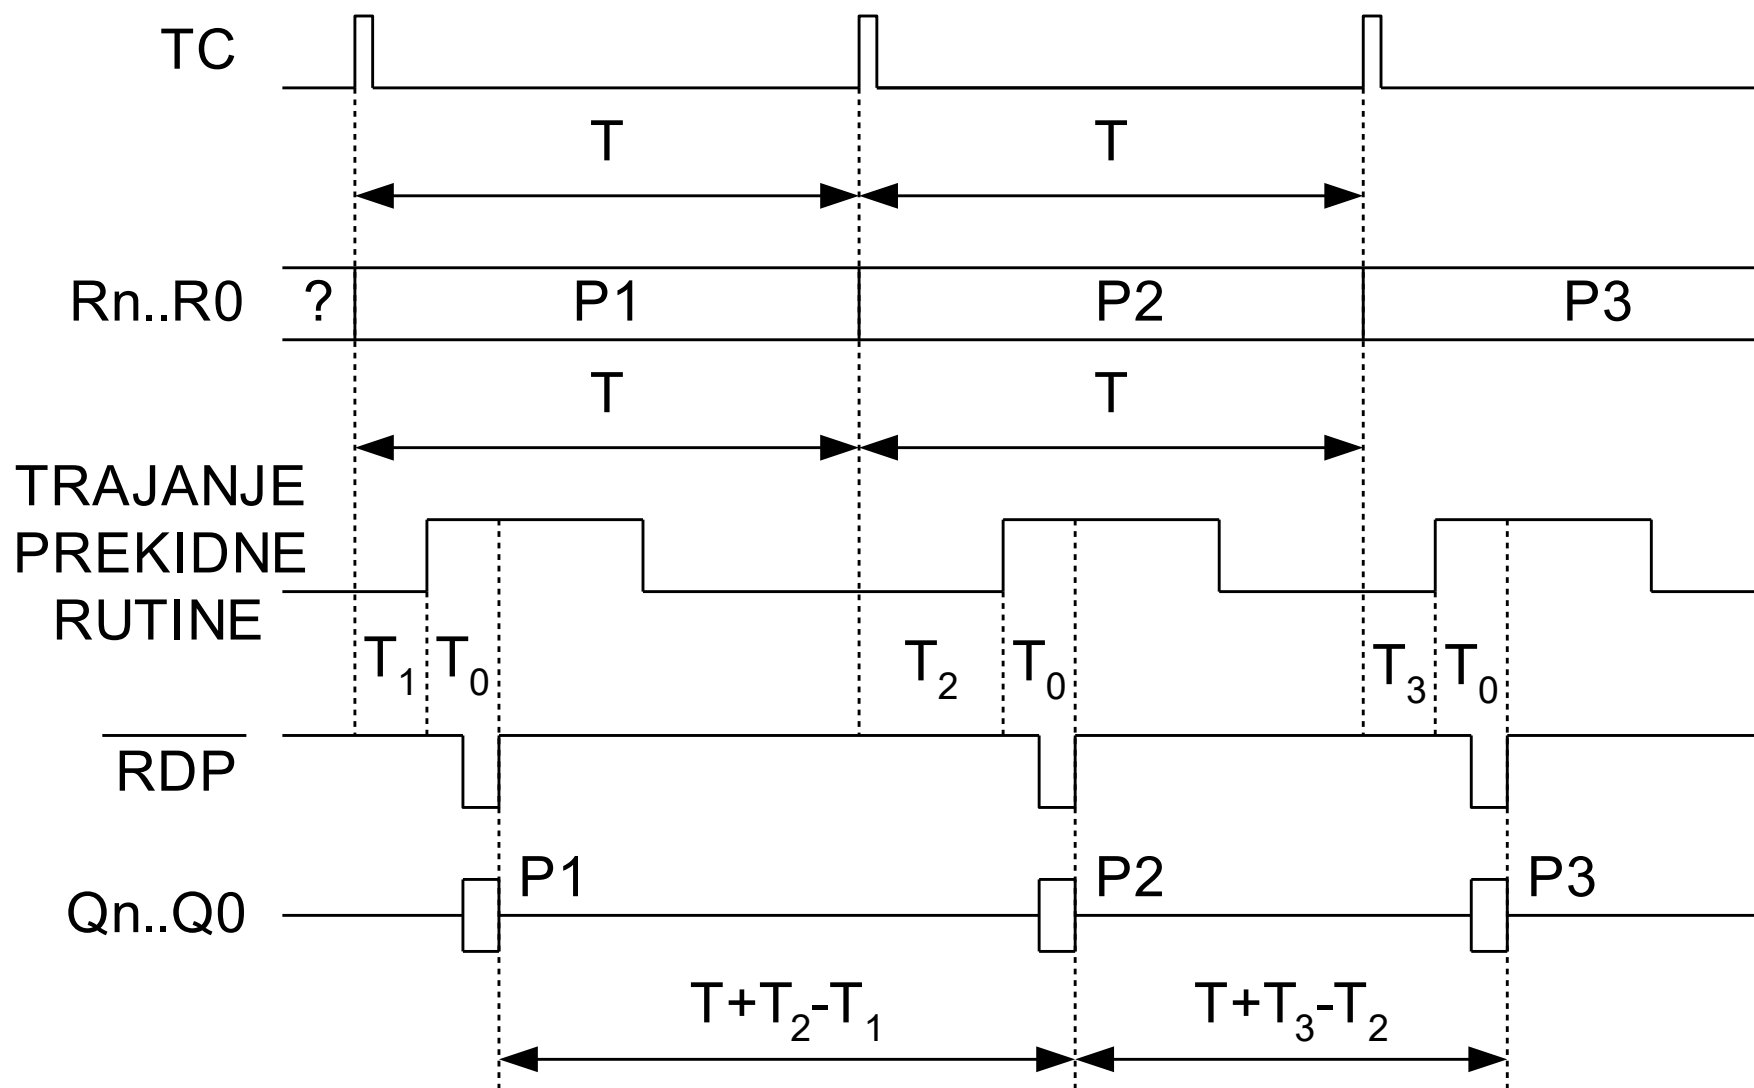 TC
T T
Rn..R0 ? P1 P2 P3
T T
TRAJANJE
PREKIDNE
RUTINE
T1 T0 T2 T0 T3 T0
RDP
P1 P2 P3
Qn..Q0
T+T2-T1 T+T3-T2